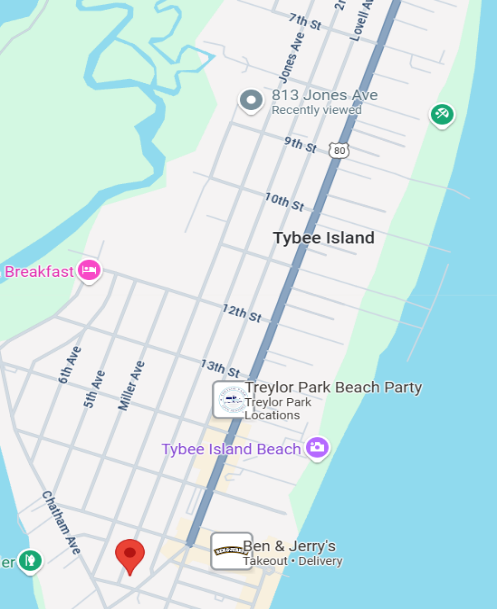 7th St
Lovell Av
Jones Ave
813 Jones Ave
Recently viewed
9th St
80
10th St
Tybee Island
Breakfast
12th St
13th St
6th Ave
5th Ave
Miller Ave
Treylor Park Beach Party
Treylor Park
Locations
Tybee Island Beach
Chatham Ave
Ben & Jerry's
Takeout • Delivery
er